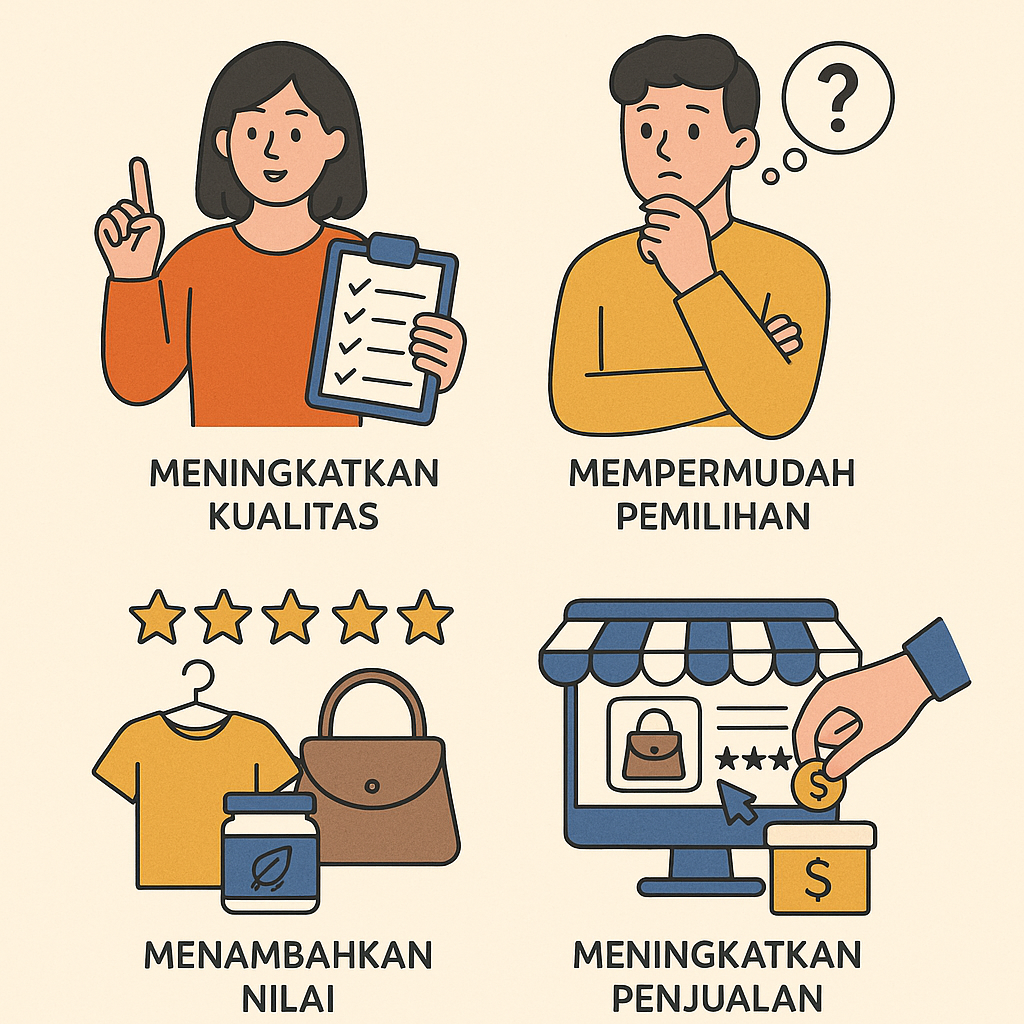 ?
MENINGKATKAN
KUALITAS
MEMPERMUDAH
PEMILIHAN
$
$
MENAMBAHKAN
NILAI
MENINGKATKAN
PENJUALAN